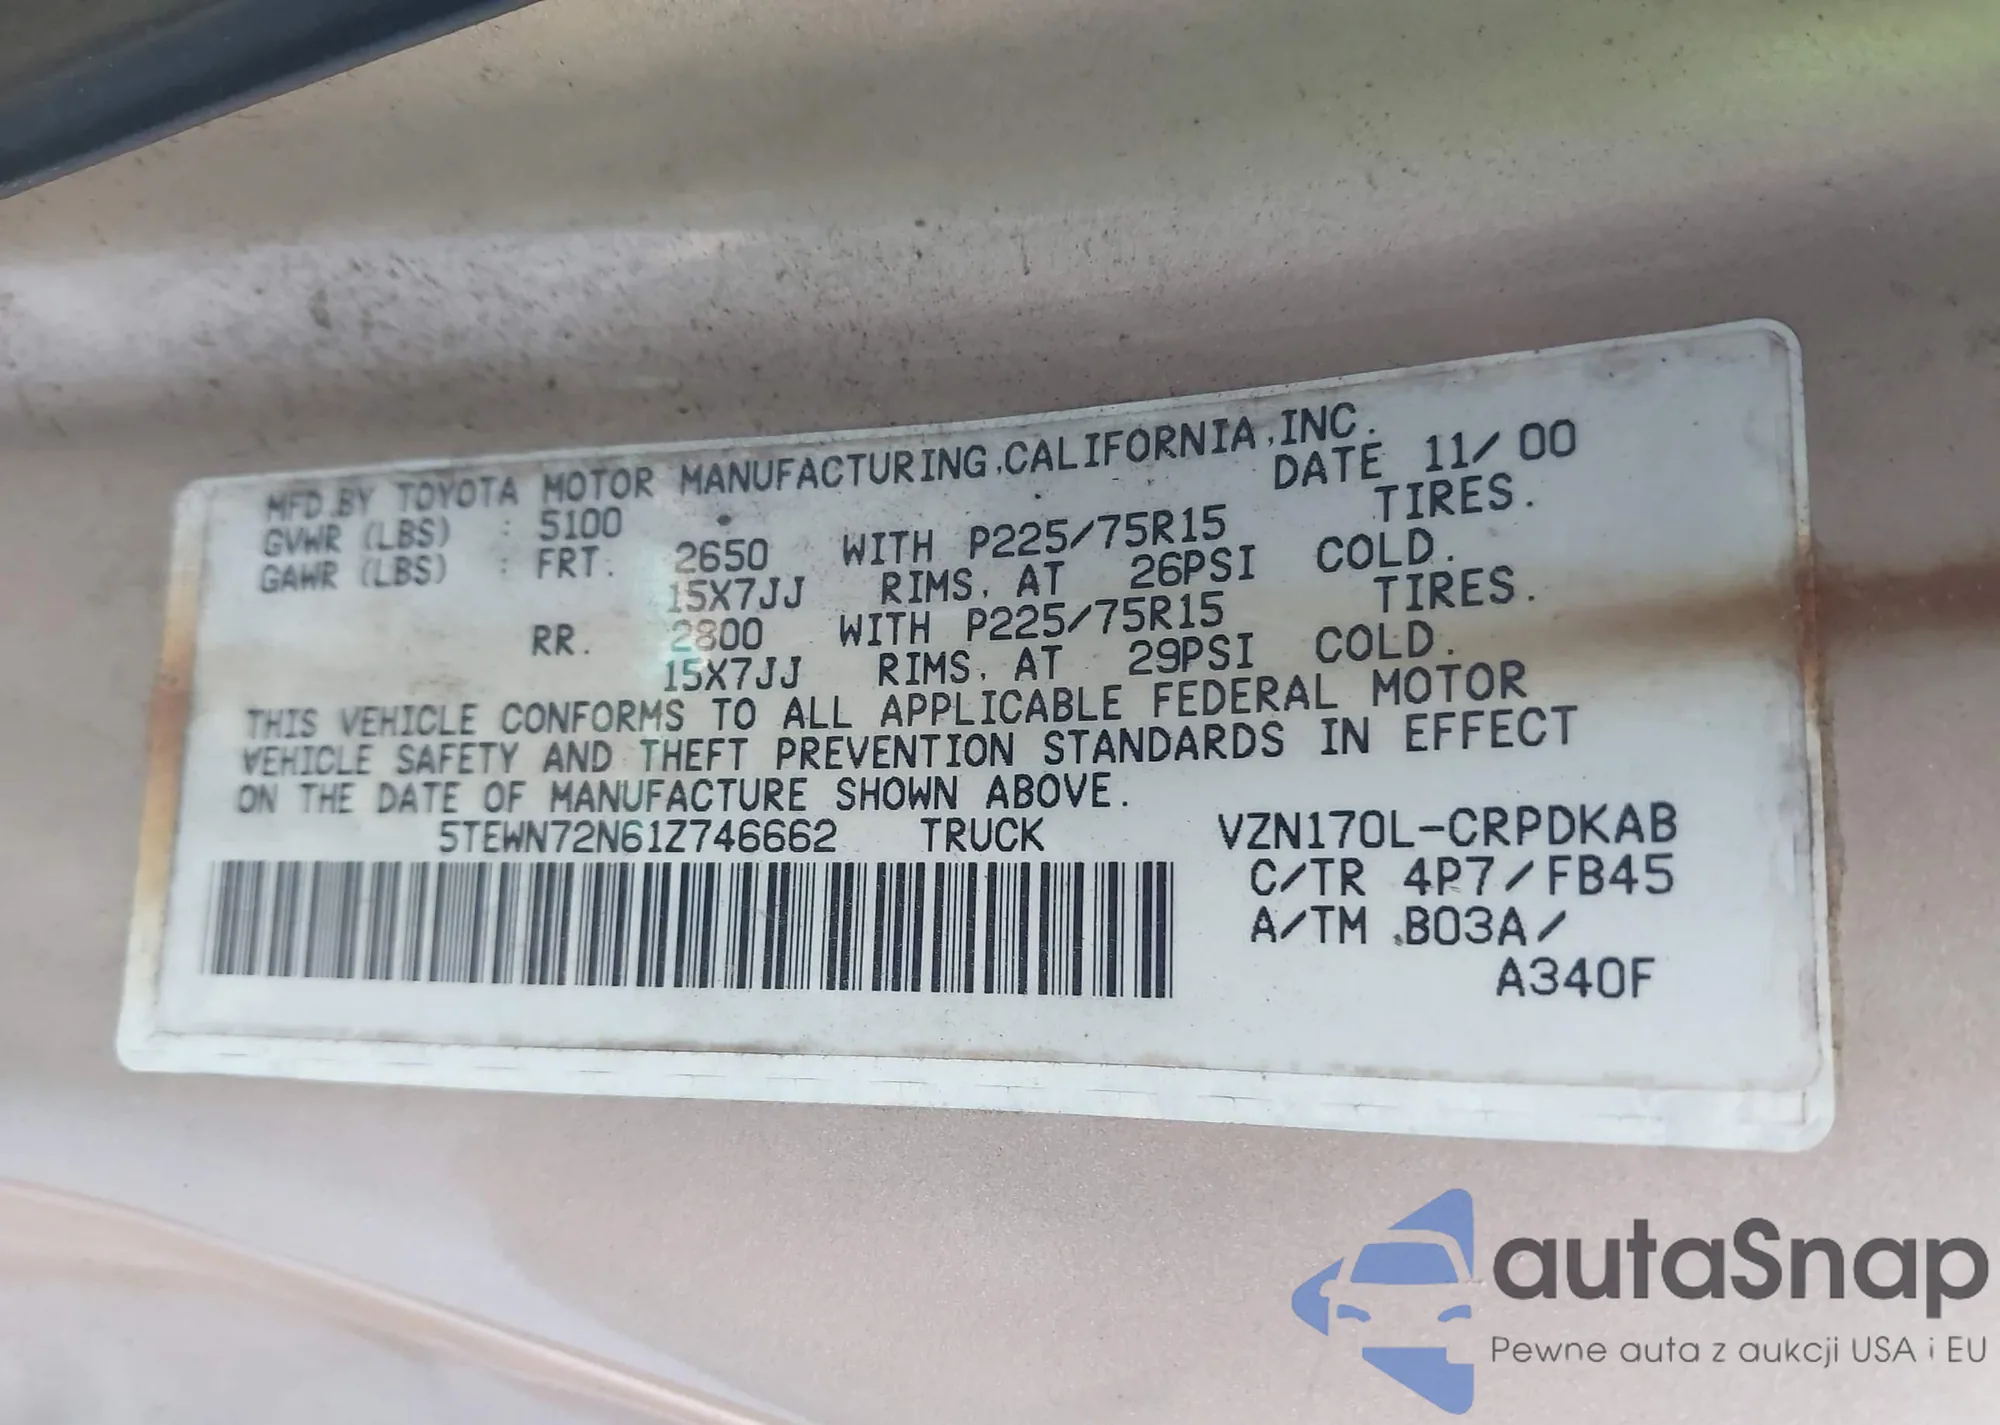 MFD.BY TOYOTA MOTOR MANUFACTURING,CALIFORNIA,INC.
DATE 11/00
GVWR (LBS) : 5100
GAWR (LBS) : FRT. 2650 WITH P225/75R15 TIRES.
15X7JJ RIMS, AT 26PSI COLD.
RR. 2800 WITH P225/75R15 TIRES.
15X7JJ RIMS, AT 29PSI COLD.
THIS VEHICLE CONFORMS TO ALL APPLICABLE FEDERAL MOTOR
VEHICLE SAFETY AND THEFT PREVENTION STANDARDS IN EFFECT
ON THE DATE OF MANUFACTURE SHOWN ABOVE.
5TEWN72N61Z746662 TRUCK VZN170L-CRPDKAB
C/TR 4P7/FB45
A/TM B03A/
A340F
autaSnap
Pewne auta z aukcji USA i EU